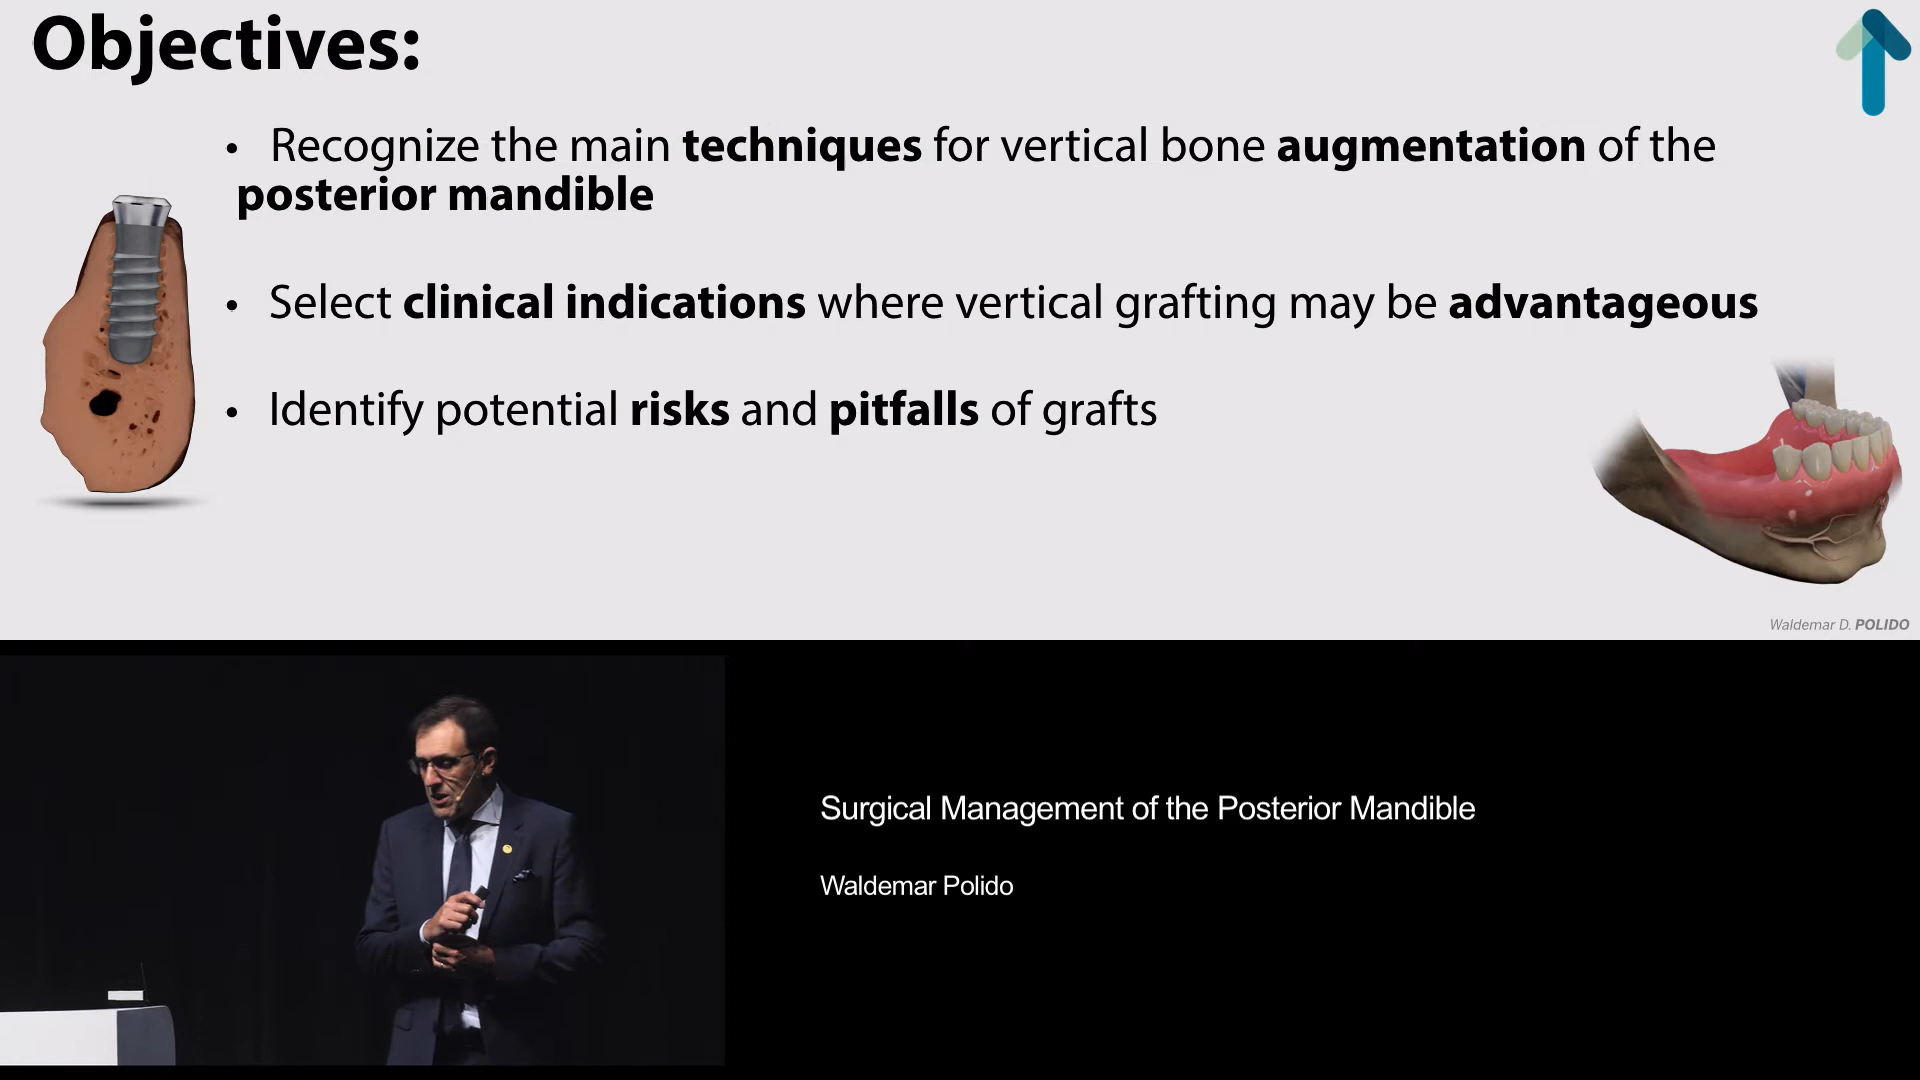 Objectives:
• Recognize the main techniques for vertical bone augmentation of the
posterior mandible
• Select clinical indications where vertical grafting may be advantageous
• Identify potential risks and pitfalls of grafts
Waldemar D. POLIDO
Surgical Management of the Posterior Mandible
Waldemar Polido